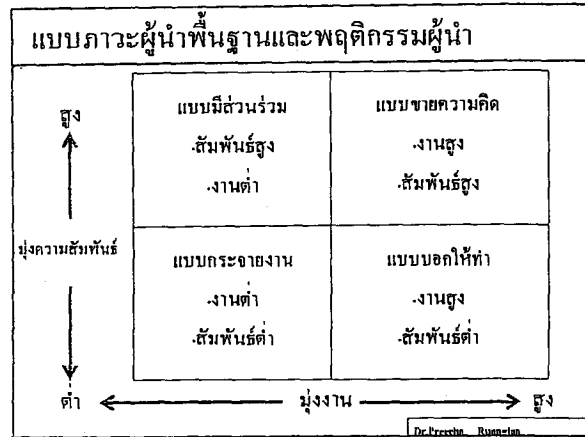 แบบภาวะผู้นำพื้นฐานและพฤติกรรมผู้นำ
สูง
มุ่งความสัมพันธ์
ต่ำ
แบบมีส่วนร่วม
.สัมพันธ์สูง
.งานต่ำ
แบบขายความคิด
.งานสูง
.สัมพันธ์สูง
แบบกระจายงาน
.งานต่ำ
.สัมพันธ์ต่ำ
แบบบอกให้ทำ
.งานสูง
.สัมพันธ์ต่ำ
มุ่งงาน
สูง
Dr.Preecha